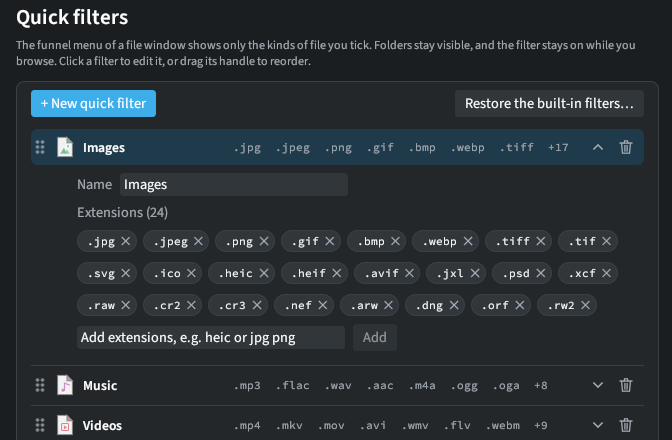 Quick filters
The funnel menu of a file window shows only the kinds of file you tick. Folders stay visible, and the filter stays on while you
browse. Click a filter to edit it, or drag its handle to reorder.
+ New quick filter Restore the built-in filters...
Images .jpg .jpeg .png .gif .bmp .webp .tiff +17
Name Images
Extensions (24)
.jpg .jpeg .png .gif .bmp .webp .tiff .tif
.svg .ico .heic .heif .avif .jxl .psd .xcf
.raw .cr2 .cr3 .nef .arw .dng .orf .rw2
Add extensions, e.g. heic or jpg png Add
Music .mp3 .flac .wav .aac .m4a .ogg .oga +8
Videos .mp4 .mkv .mov .avi .wmv .flv .webm +9